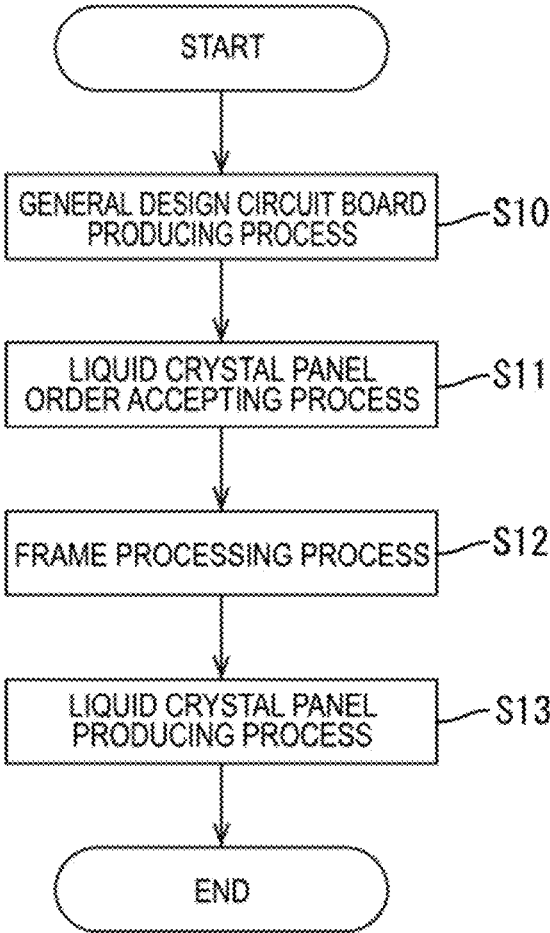 START
GENERAL DESIGN CIRCUIT BOARD
PRODUCING PROCESS
S10
LIQUID CRYSTAL PANEL
ORDER ACCEPTING PROCESS
S11
FRAME PROCESSING PROCESS
S12
LIQUID CRYSTAL PANEL
PRODUCING PROCESS
S13
END